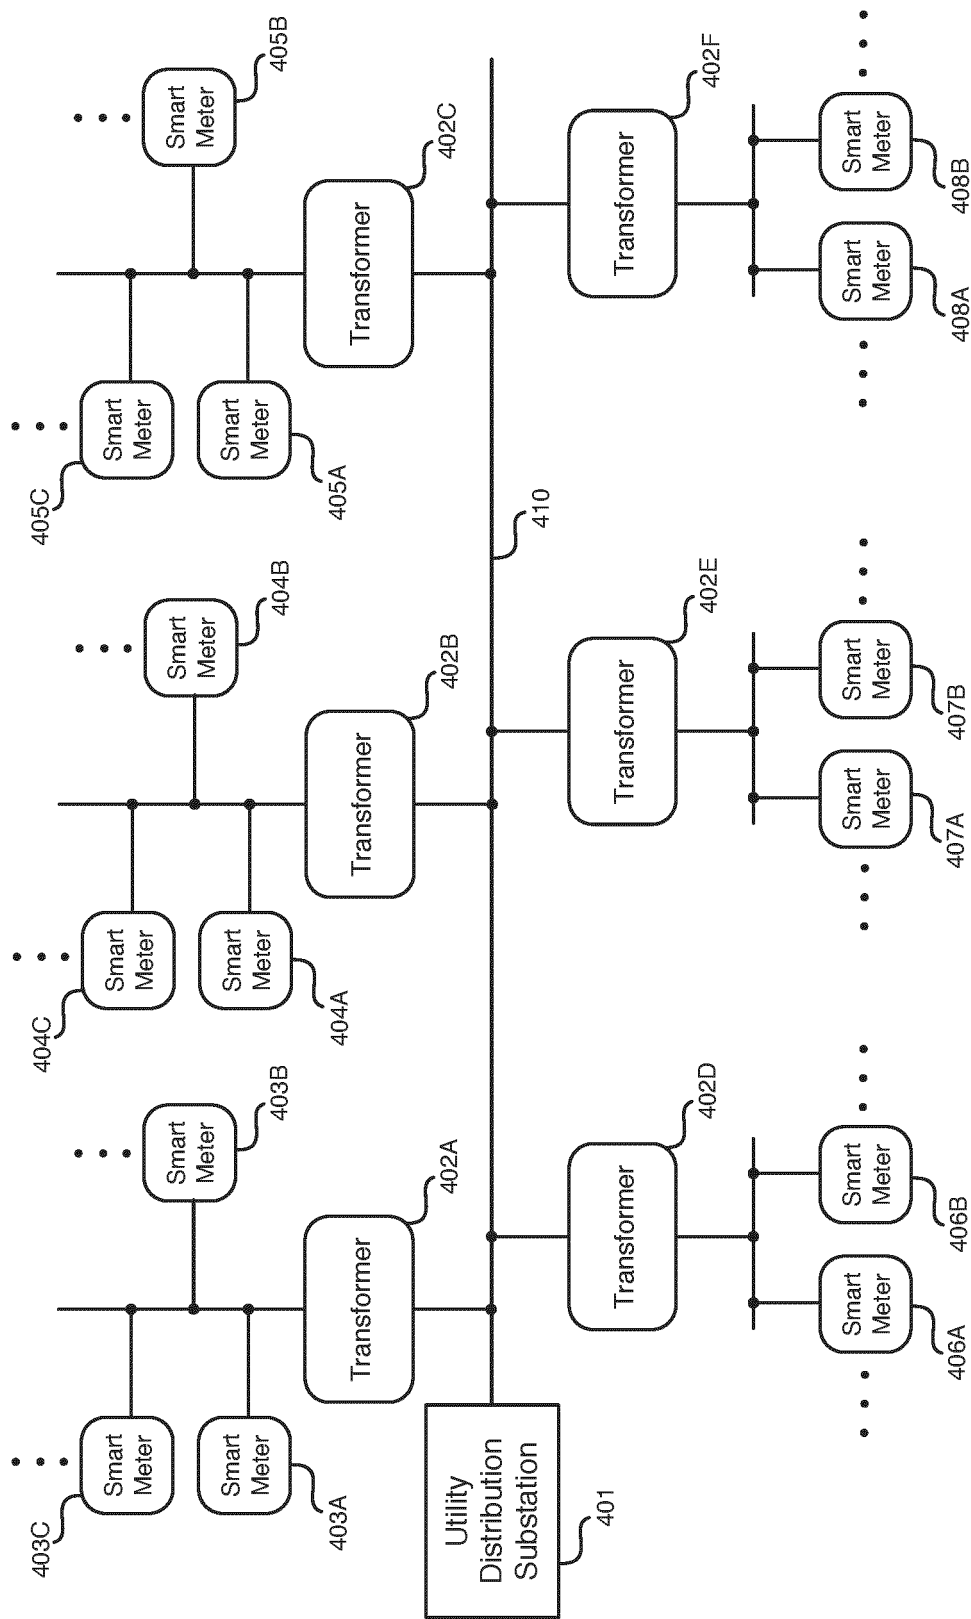 403C
Smart
Meter
404C
Smart
Meter
405C
Smart
Meter
Smart
Meter
403B
Smart
Meter
404B
Smart
Meter
405B
Smart
Meter
403A
Smart
Meter
404A
Smart
Meter
405A
Transformer
402A
Transformer
402B
Transformer
402C
Utility
Distribution
Substation
401
410
Transformer
402D
Transformer
402E
Transformer
402F
Smart
Meter
406A
Smart
Meter
406B
Smart
Meter
407A
Smart
Meter
407B
Smart
Meter
408A
Smart
Meter
408B